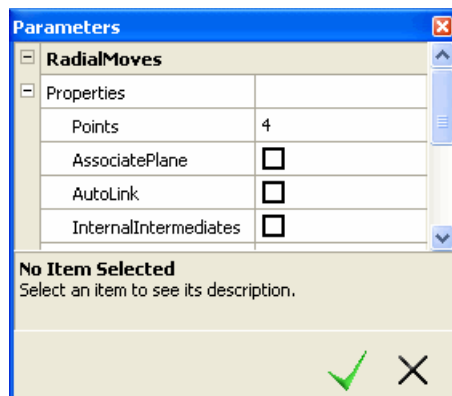 Parameters
RadialMoves
Properties
Points 4
AssociatePlane
AutoLink
InternalIntermediates
No Item Selected
Select an item to see its description.